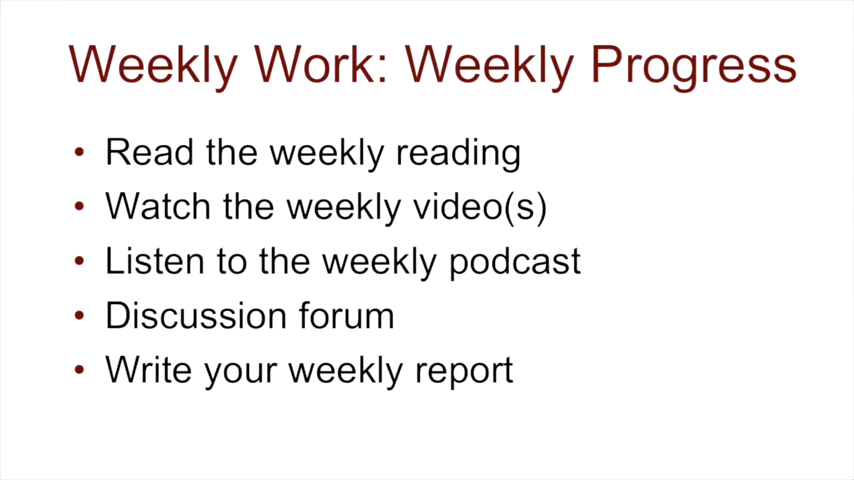 Weekly Work: Weekly Progress
• Read the weekly reading
• Watch the weekly video(s)
• Listen to the weekly podcast
• Discussion forum
• Write your weekly report